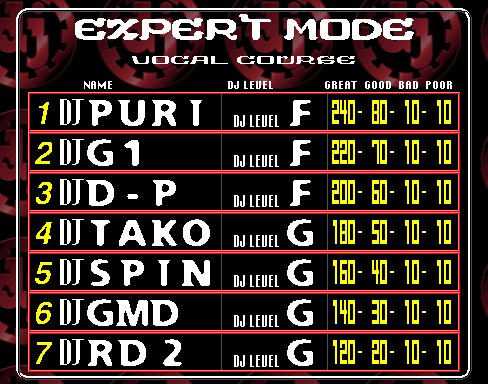 EXPERT MODE
VOCAL COURSE
NAME DJ LEVEL GREAT GOOD BAD POOR
1 DJ PURI DJ LEVEL F 240- 80- 10- 10
2 DJ G1 DJ LEVEL F 220- 70- 10- 10
3 DJ D-P DJ LEVEL F 200- 60- 10- 10
4 DJ TAKO DJ LEVEL G 180- 50- 10- 10
5 DJ SPIN DJ LEVEL G 160- 40- 10- 10
6 DJ GMD DJ LEVEL G 140- 30- 10- 10
7 DJ RD 2 DJ LEVEL G 120- 20- 10- 10